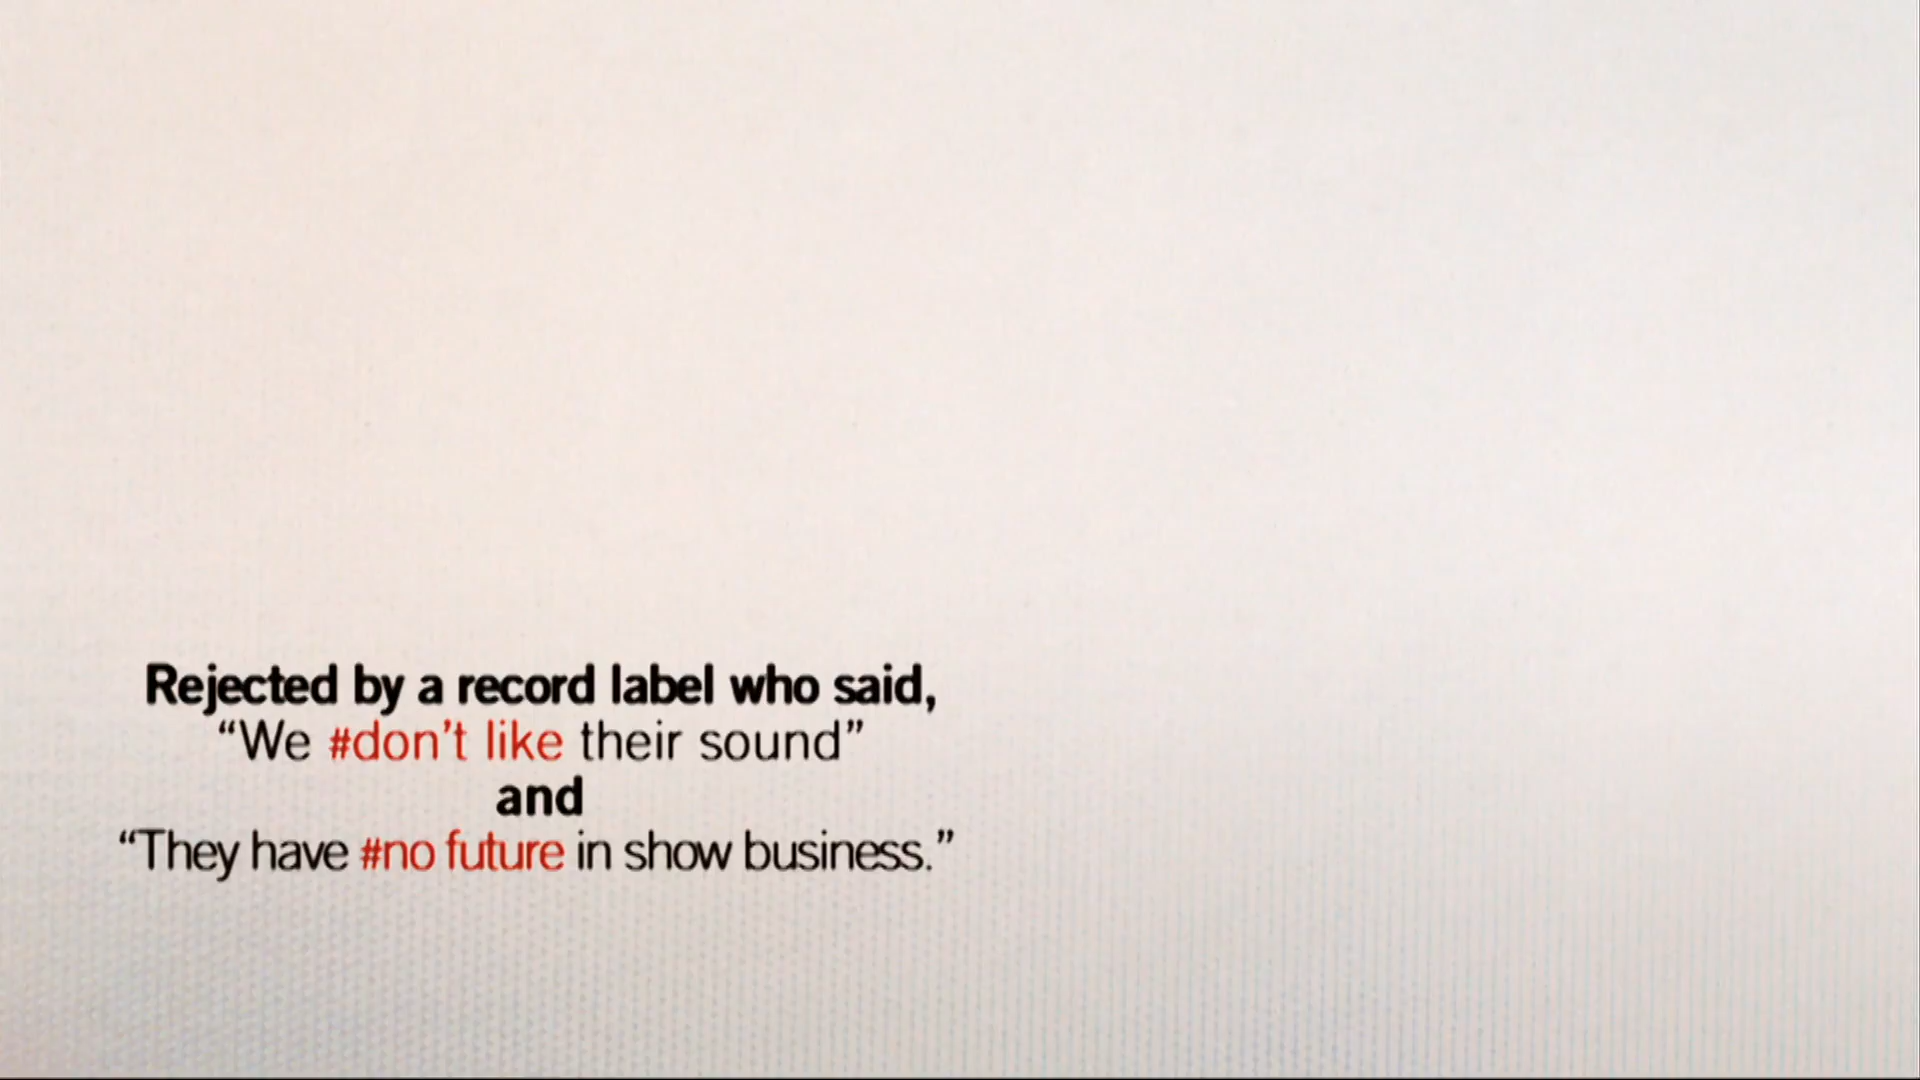 Rejected by a record label who said,
“We #don’t like their sound”
and
“They have #no future in show business.”